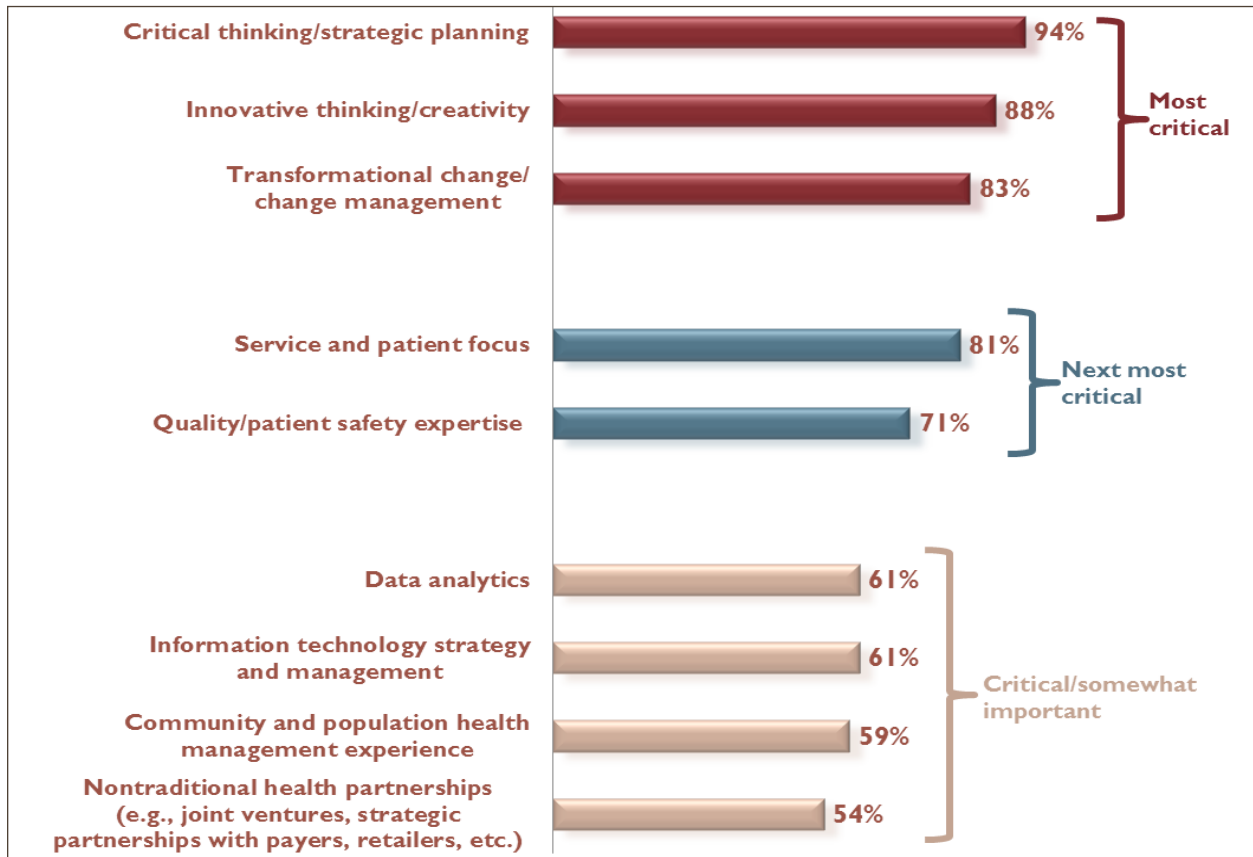 Critical thinking/strategic planning
94%
Innovative thinking/creativity
88%
Transformational change/
change management
83%
Most
critical
Service and patient focus
81%
Quality/patient safety expertise
71%
Next most
critical
Data analytics
61%
Information technology strategy
and management
61%
Community and population health
management experience
59%
Nontraditional health partnerships
(e.g., joint ventures, strategic
partnerships with payers, retailers, etc.)
54%
Critical/somewhat
important